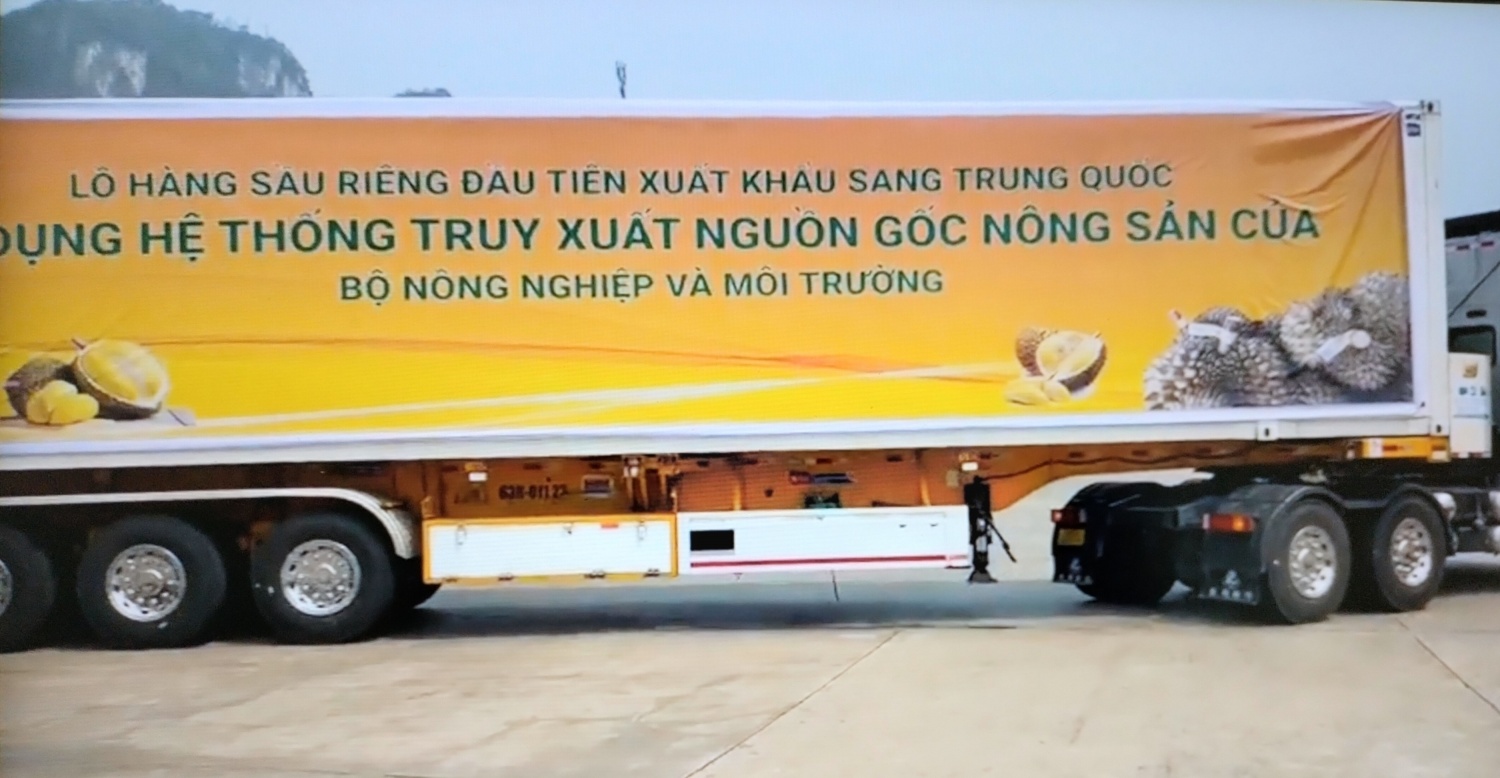 LÔ HÀNG SẦU RIÊNG ĐẦU TIÊN XUẤT KHẨU SANG TRUNG QUỐC
DỤNG HỆ THỐNG TRUY XUẤT NGUỒN GỐC NÔNG SẢN CỦA
BỘ NÔNG NGHIỆP VÀ MÔI TRƯỜNG